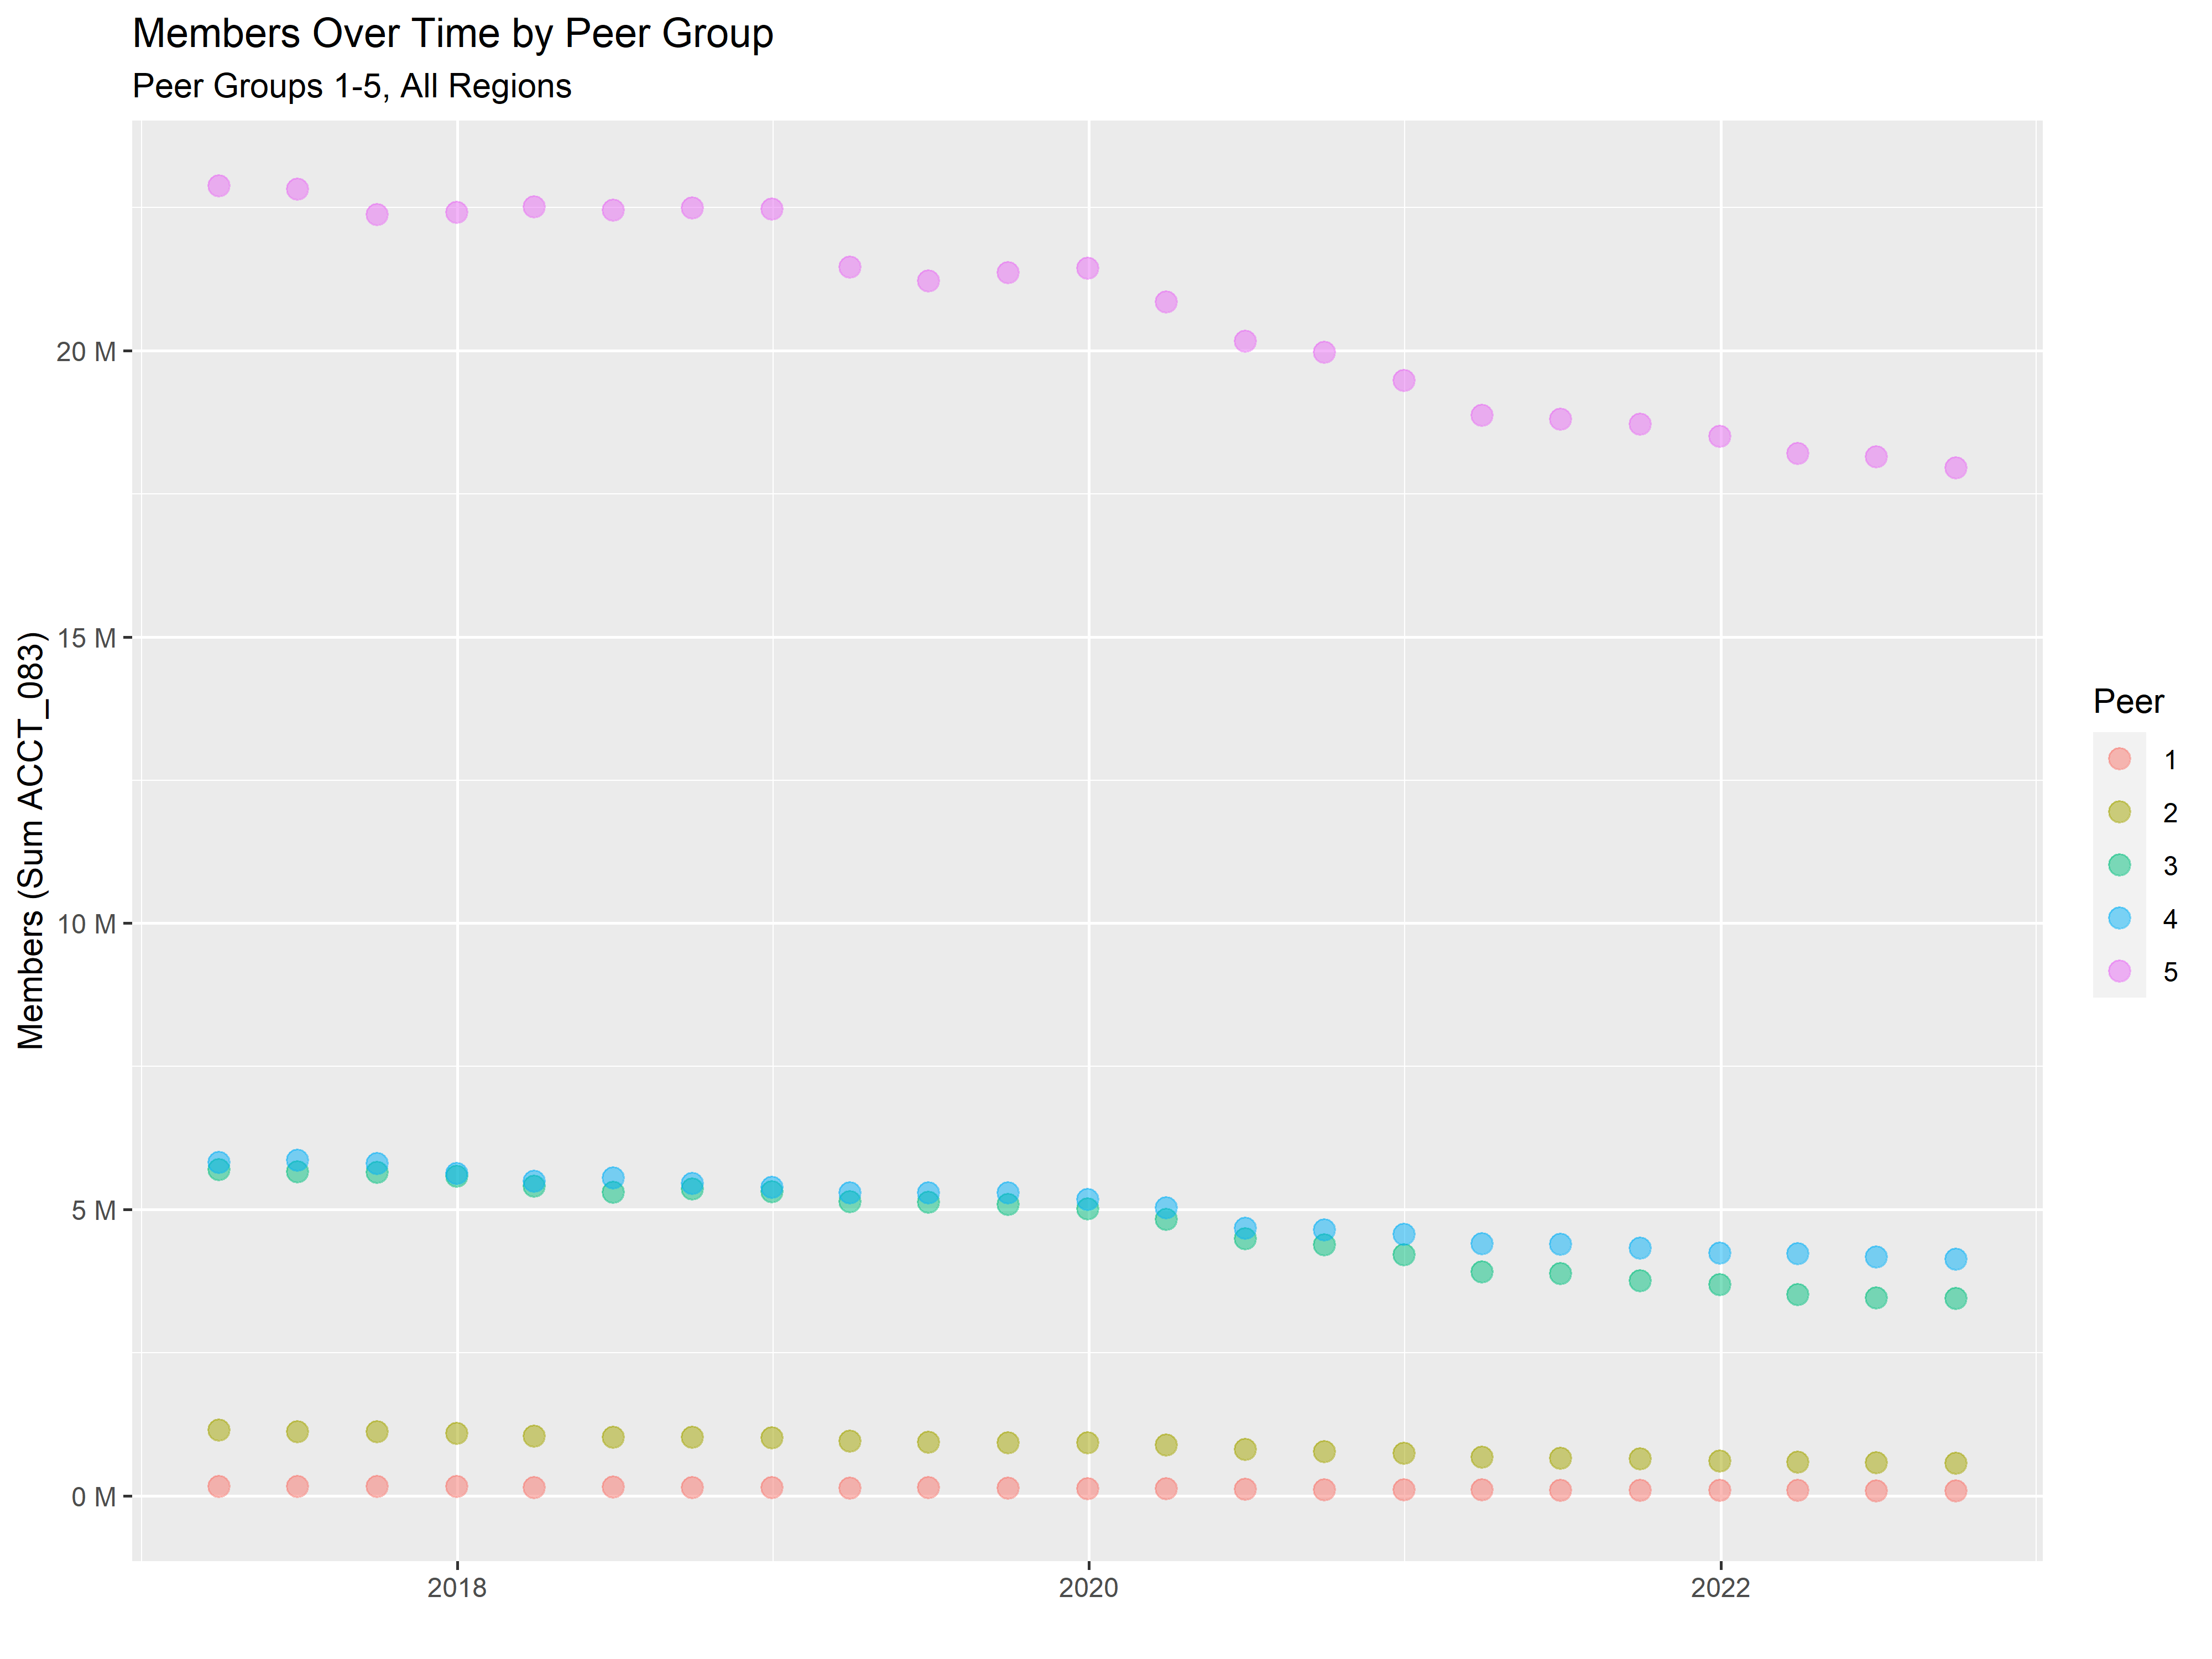 Members Over Time by Peer Group
Peer Groups 1-5, All Regions
Members (Sum ACCT_083)
20 M
15 M
10 M
5 M
0 M
2018
2020
2022
Peer
1
2
3
4
5